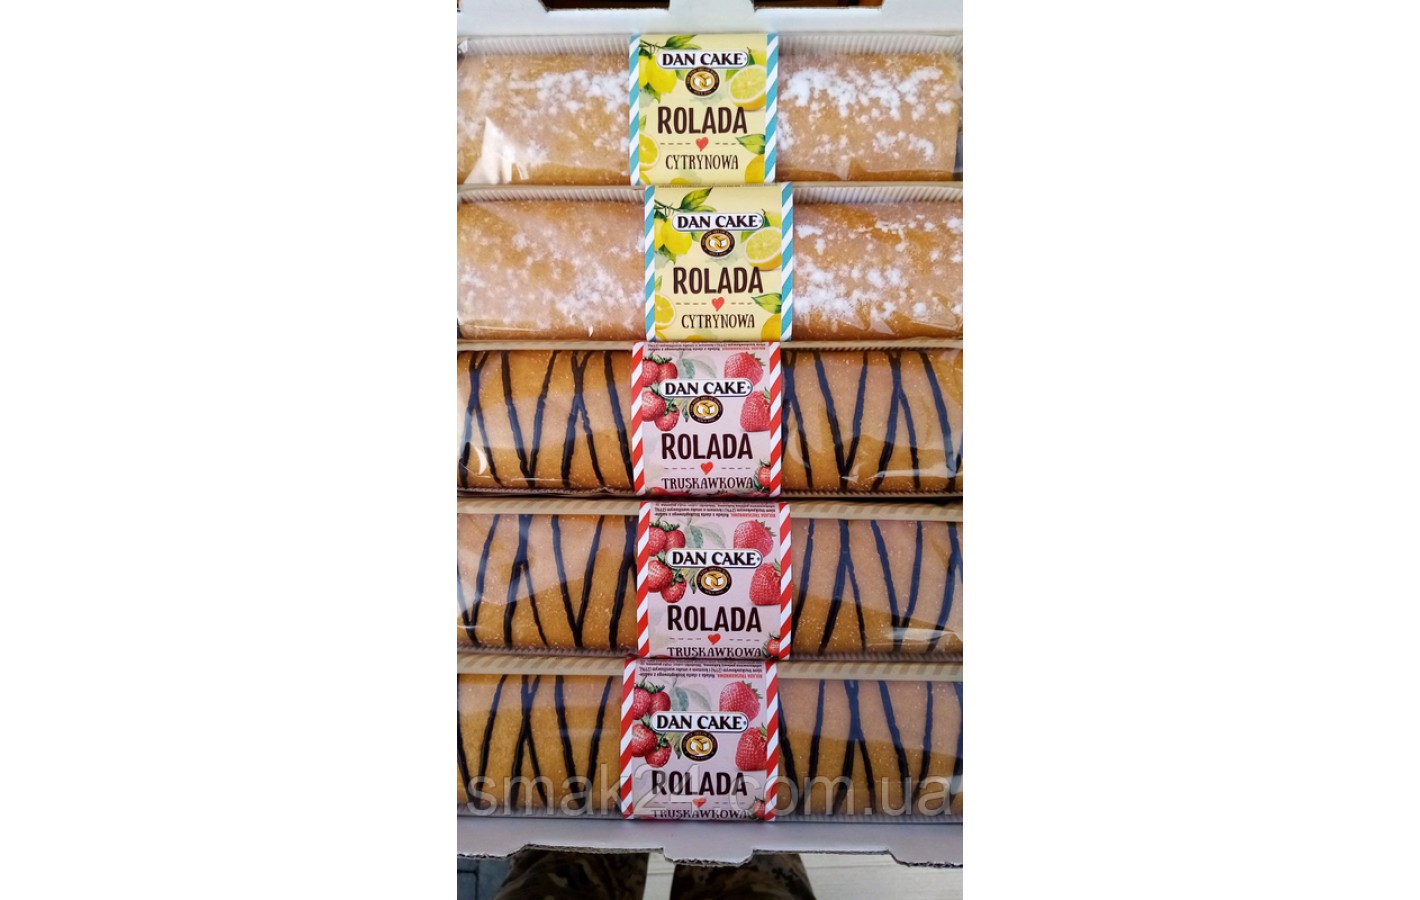 DAN CAKE
ROLADA
CYTRYNOWA
DAN CAKE
ROLADA
CYTRYNOWA
DAN CAKE
ROLADA
TRUSKAWKOWA
DAN CAKE
ROLADA
TRUSKAWKOWA
DAN CAKE
ROLADA
TRUSKAWKOWA
smak24.com.ua